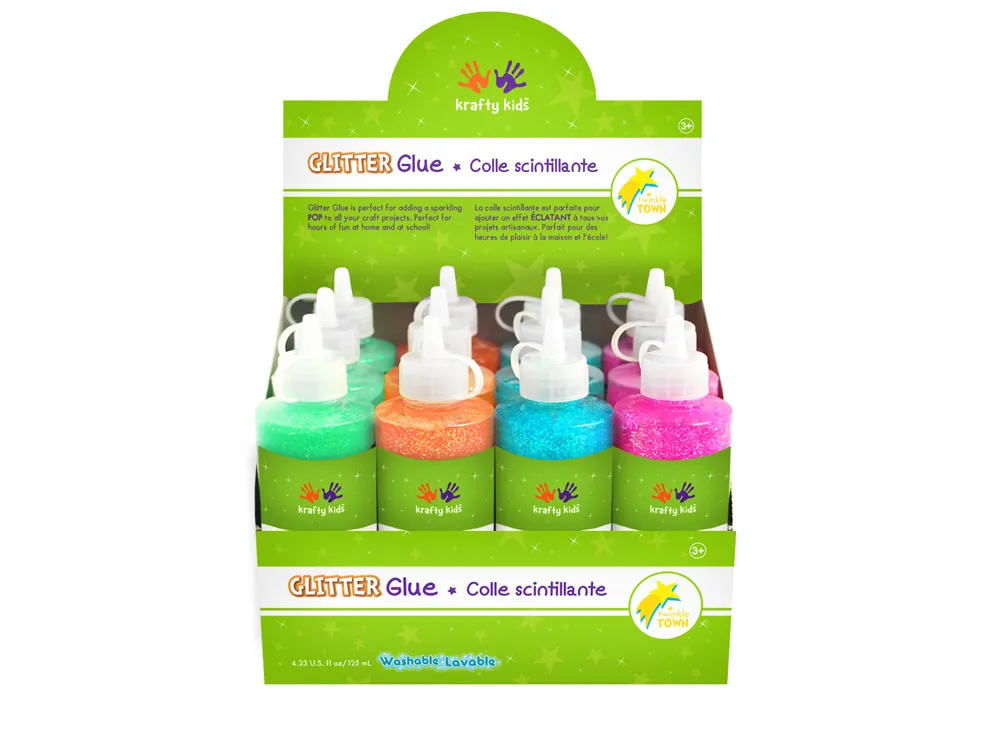 krafty kids
3+
GLITTER Glue ★ Colle scintillante
twinkle
TOWN
Glitter Glue is perfect for adding a sparkling
POP to all your craft projects. Perfect for
hours of fun at home and at school!
La colle scintillante est parfaite pour
ajouter un effet ÉCLATANT à tous vos
projets artisanaux. Parfait pour des
heures de plaisir à la maison et l'école!
krafty kids
krafty kids
krafty kids
krafty kids
3+
GLITTER Glue ★ Colle scintillante
twinkle
TOWN
4.23 U.S. fl oz/125 mL
Washable Lavable